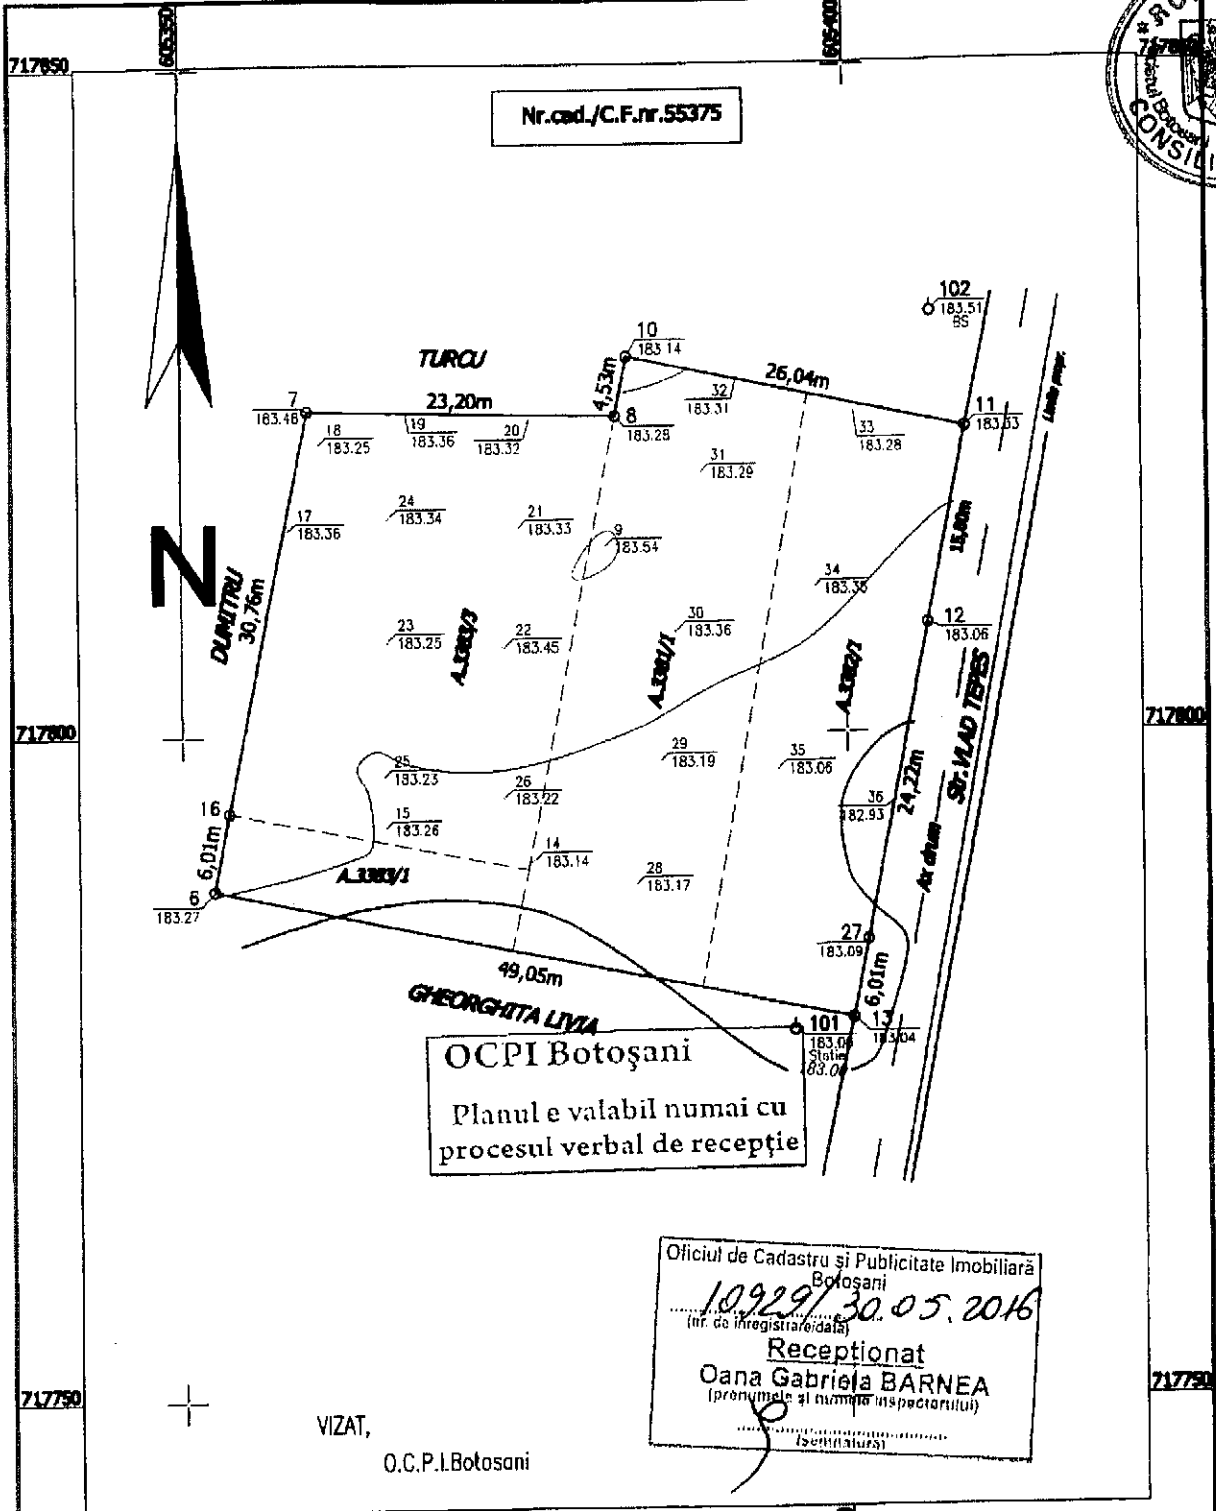 605350
605400
717850
Nr.cad./C.F.nr.55375
CONSILI
102
183.51
BS
10
183.14
TURCU
26,04m
4,53m
32
183.31
7
183.48
23,20m
8
183.28
11
183.33
18
183.25
19
183.36
20
183.32
33
183.28
31
183.29
24
183.34
21
183.33
17
183.36
9
183.54
15,80m
N
34
183.36
DUMITRU
30,76m
23
183.25
22
183.45
30
183.36
12
183.06
A.3383/3
A.3381/1
A.3382/1
Str. VLAD TEPES
717800
717800
29
183.19
35
183.06
25
183.23
26
183.22
36
182.93
24,22m
16
15
183.26
6,01m
14
183.14
Ax drum
A.3383/1
28
183.17
6
183.27
27
183.09
49,05m
6,01m
GHEORGHITA LIVIA
101
Statie
13
183.04
OCPI Botoşani
Planul e valabil numai cu
procesul verbal de recepţie
Oficiul de Cadastru şi Publicitate Imobiliară
Botoşani
10929/30.05.2016
(nr. de inregistrare/data)
Recepţionat
Oana Gabriela BARNEA
(prenumele şi numele inspectorului)
(semnatura)
717750
717750
VIZAT,
O.C.P.I.Botosani